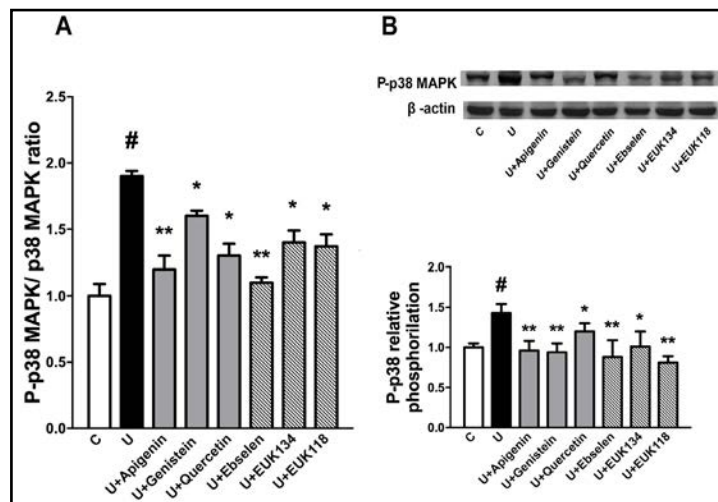 A
P-p38 MAPK/ p38 MAPK ratio
2.5
2.0
1.5
1.0
0.5
0.0
#
**
*
*
**
*
*
C
U
U+Apigenin
U+Genistein
U+Quercetin
U+Ebselen
U+EUK134
U+EUK118
B
P-p38 MAPK
β -actin
C
U
U+Apigenin
U+Genistein
U+Quercetin
U+Ebselen
U+EUK134
U+EUK118
P-p38 relative
phosphorilation
2.0
1.5
1.0
0.5
0.0
#
**
**
*
**
*
**
C
U
U+Apigenin
U+Genistein
U+Quercetin
U+Ebselen
U+EUK134
U+EUK118